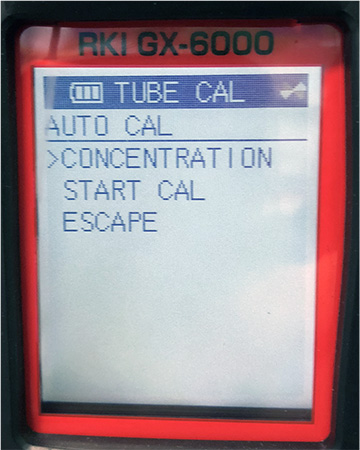 RKI GX-6000
TUBE CAL
AUTO CAL
>CONCENTRATION
START CAL
ESCAPE